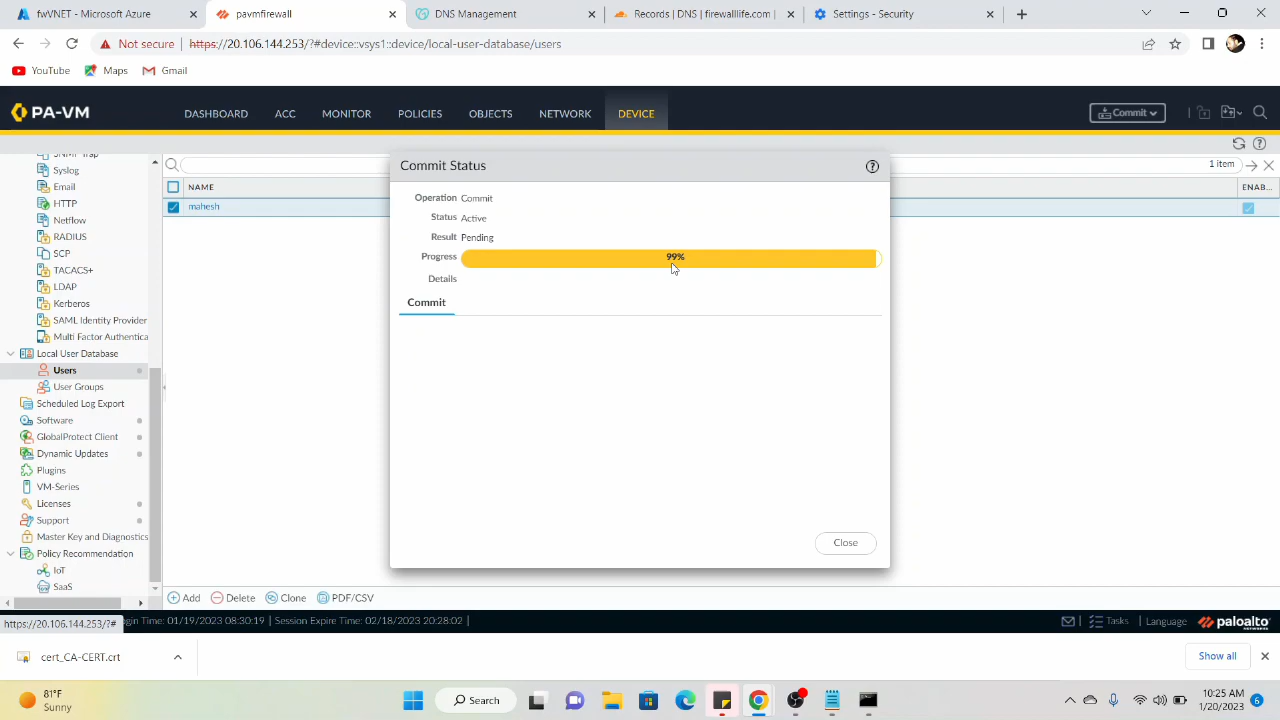 fwVNET - Microsoft Azure
pavmfirewall
DNS Management
Records | DNS | firewalllife.com |
Settings - Security
Not secure
https://20.106.144.253/?#device::vsys1::device/local-user-database/users
YouTube
Maps
Gmail
PA-VM
DASHBOARD
ACC
MONITOR
POLICIES
OBJECTS
NETWORK
DEVICE
Commit
SNMP Trap
Syslog
Email
HTTP
Netflow
RADIUS
SCP
TACACS+
LDAP
Kerberos
SAML Identity Provider
Multi Factor Authentica
Local User Database
Users
User Groups
Scheduled Log Export
Software
GlobalProtect Client
Dynamic Updates
Plugins
VM-Series
Licenses
Support
Master Key and Diagnostics
Policy Recommendation
IoT
SaaS
1 item
NAME
ENAB...
mahesh
Commit Status
Operation Commit
Status Active
Result Pending
Progress 99%
Details
Commit
Close
Add
Delete
Clone
PDF/CSV
https://20.106.144.253/?#
gin Time: 01/19/2023 08:30:19 | Session Expire Time: 02/18/2023 20:28:02 |
Tasks | Language
paloalto
NETWORKS
cert_CA-CERT.crt
Show all
81°F
Sunny
Search
10:25 AM
1/20/2023
6